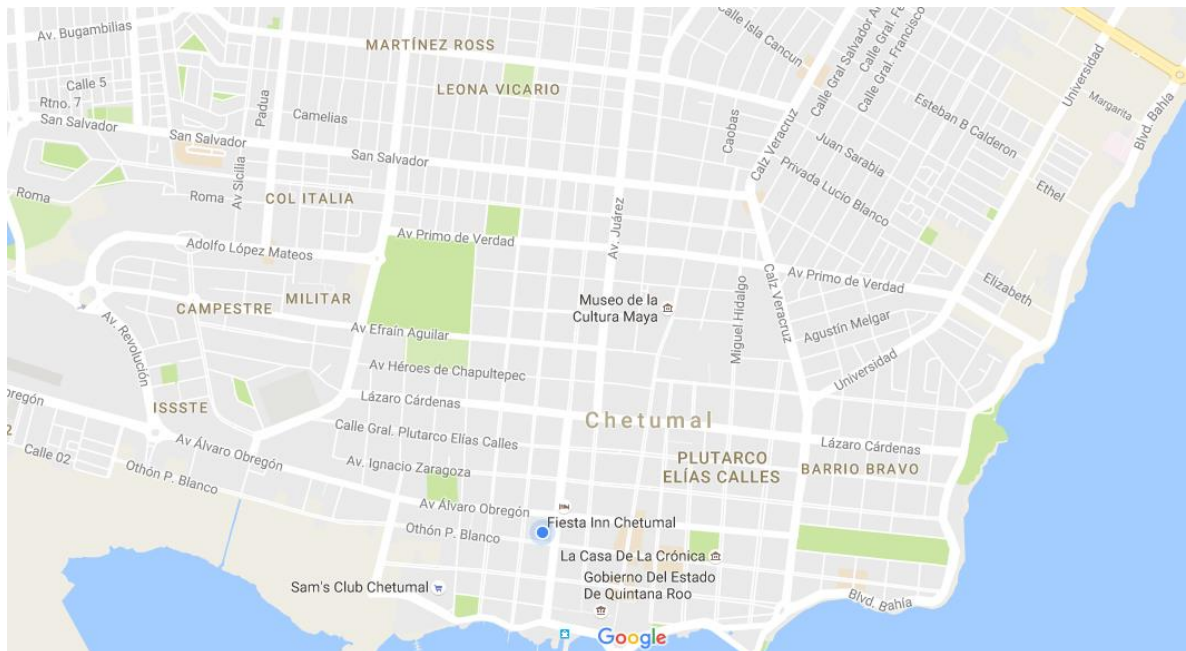 Av. Bugambilias
MARTÍNEZ ROSS
Calle Isla Cancun
Calle Gral Salvador Al
Calle Gral. Fe
Calle Gral. Francisco
Universidad
Margarita
Blvd. Bahía
Calle 5
LEONA VICARIO
Rtno. 7
Padua
Camelias
Caobas
Calz Veracruz
Esteban B Calderon
San Salvador
San Salvador
San Salvador
Juan Sarabia
Privada Lucio Blanco
Ethel
Roma
Av Sicilia
Roma
COL ITALIA
Av Primo de Verdad
Av. Juárez
Adolfo López Mateos
Calz Veracruz
Av Primo de Verdad
Elizabeth
CAMPESTRE
MILITAR
Museo de la
Cultura Maya
Miguel Hidalgo
Av. Revolución
Av Efraín Aguilar
Agustín Melgar
Av Héroes de Chapultepec
Universidad
bregón
ISSSTE
Lázaro Cárdenas
Chetumal
2
Calle 02
Av Álvaro Obregón
Calle Gral. Plutarco Elías Calles
Lázaro Cárdenas
PLUTARCO
ELÍAS CALLES
BARRIO BRAVO
Othón P. Blanco
Av. Ignacio Zaragoza
Av Álvaro Obregón
Fiesta Inn Chetumal
Othón P. Blanco
La Casa De La Crónica
Sam's Club Chetumal
Gobierno Del Estado
De Quintana Roo
Blvd. Bahía
Google